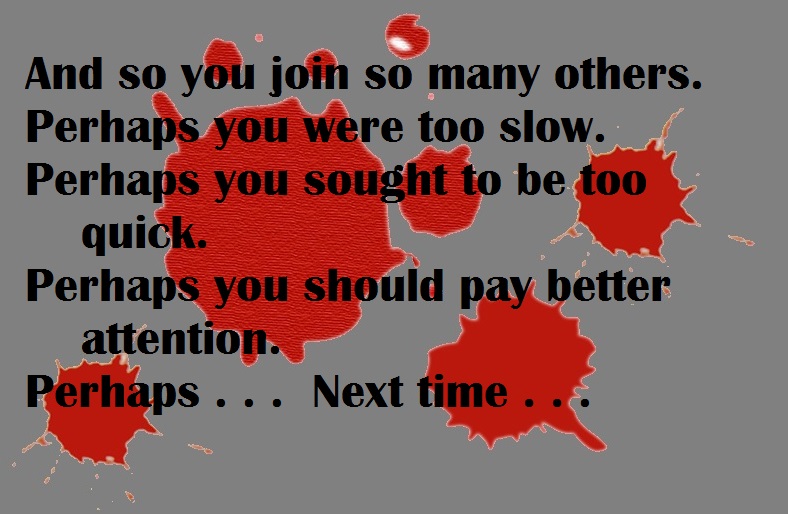 And so you join so many others.
Perhaps you were too slow.
Perhaps you sought to be too
quick.
Perhaps you should pay better
attention.
Perhaps . . .  Next time . . .